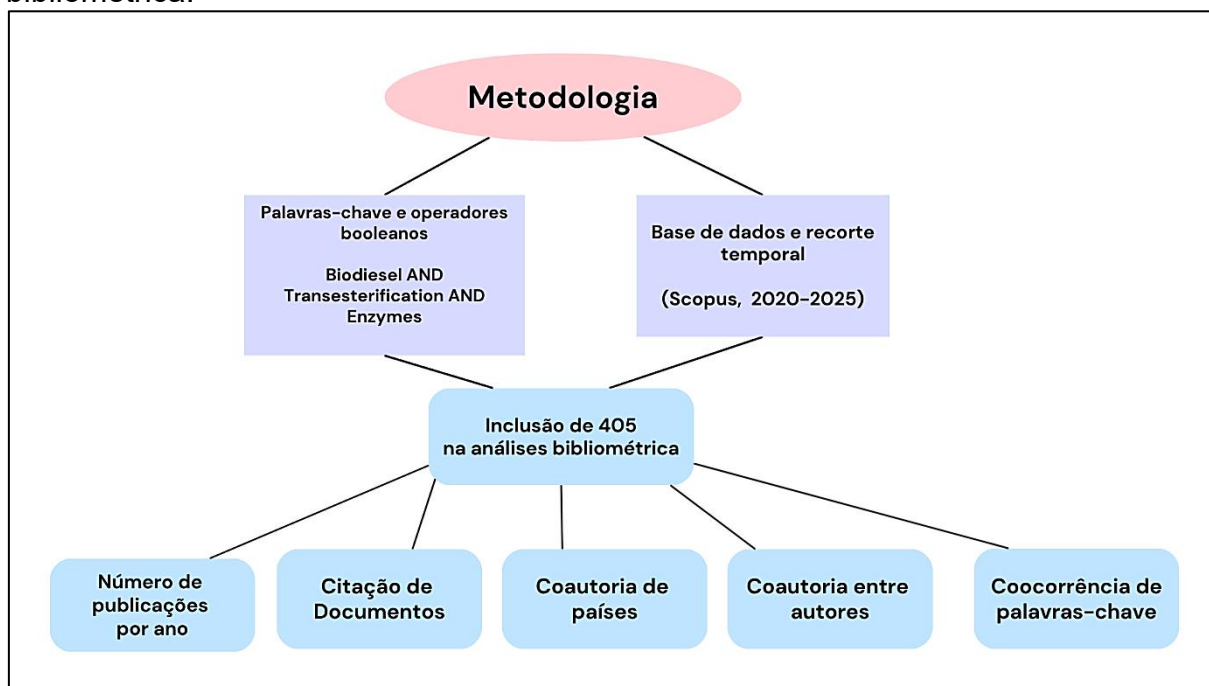 bibliométrica.
Metodologia
Palavras-chave e operadores
booleanos
Biodiesel AND
Transesterification AND
Enzymes
Base de dados e recorte
temporal
(Scopus, 2020-2025)
Inclusão de 405
na análises bibliométrica
Número de
publicações
por ano
Citação de
Documentos
Coautoria de
países
Coautoria entre
autores
Coocorrência de
palavras-chave